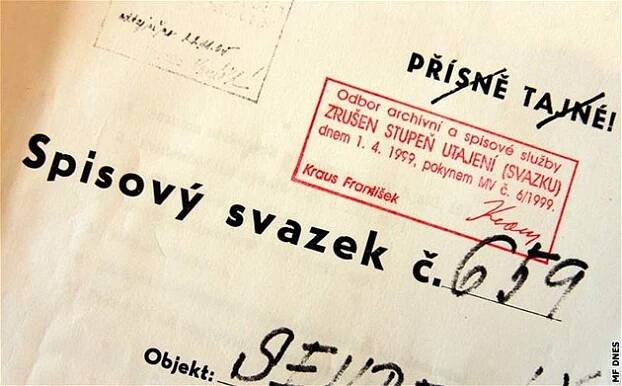 PŘÍSNĚ TAJNÉ!
Odbor archivní a spisové služby
ZRUŠEN STUPEŇ UTAJENÍ (SVAZKU)
dnem 1. 4. 1999, pokynem MV č. 6/1999.
Kraus František
Spisový svazek č. 659
Objekt:
MF DNES